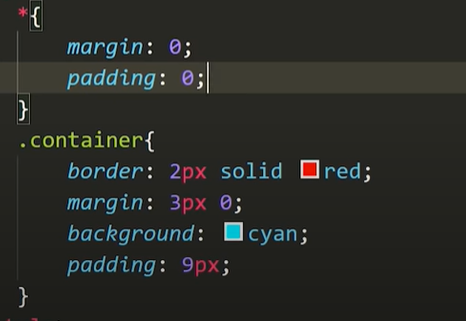 *{
margin: 0;
padding: 0;
}
.container{
border: 2px solid red;
margin: 3px 0;
background: cyan;
padding: 9px;
}